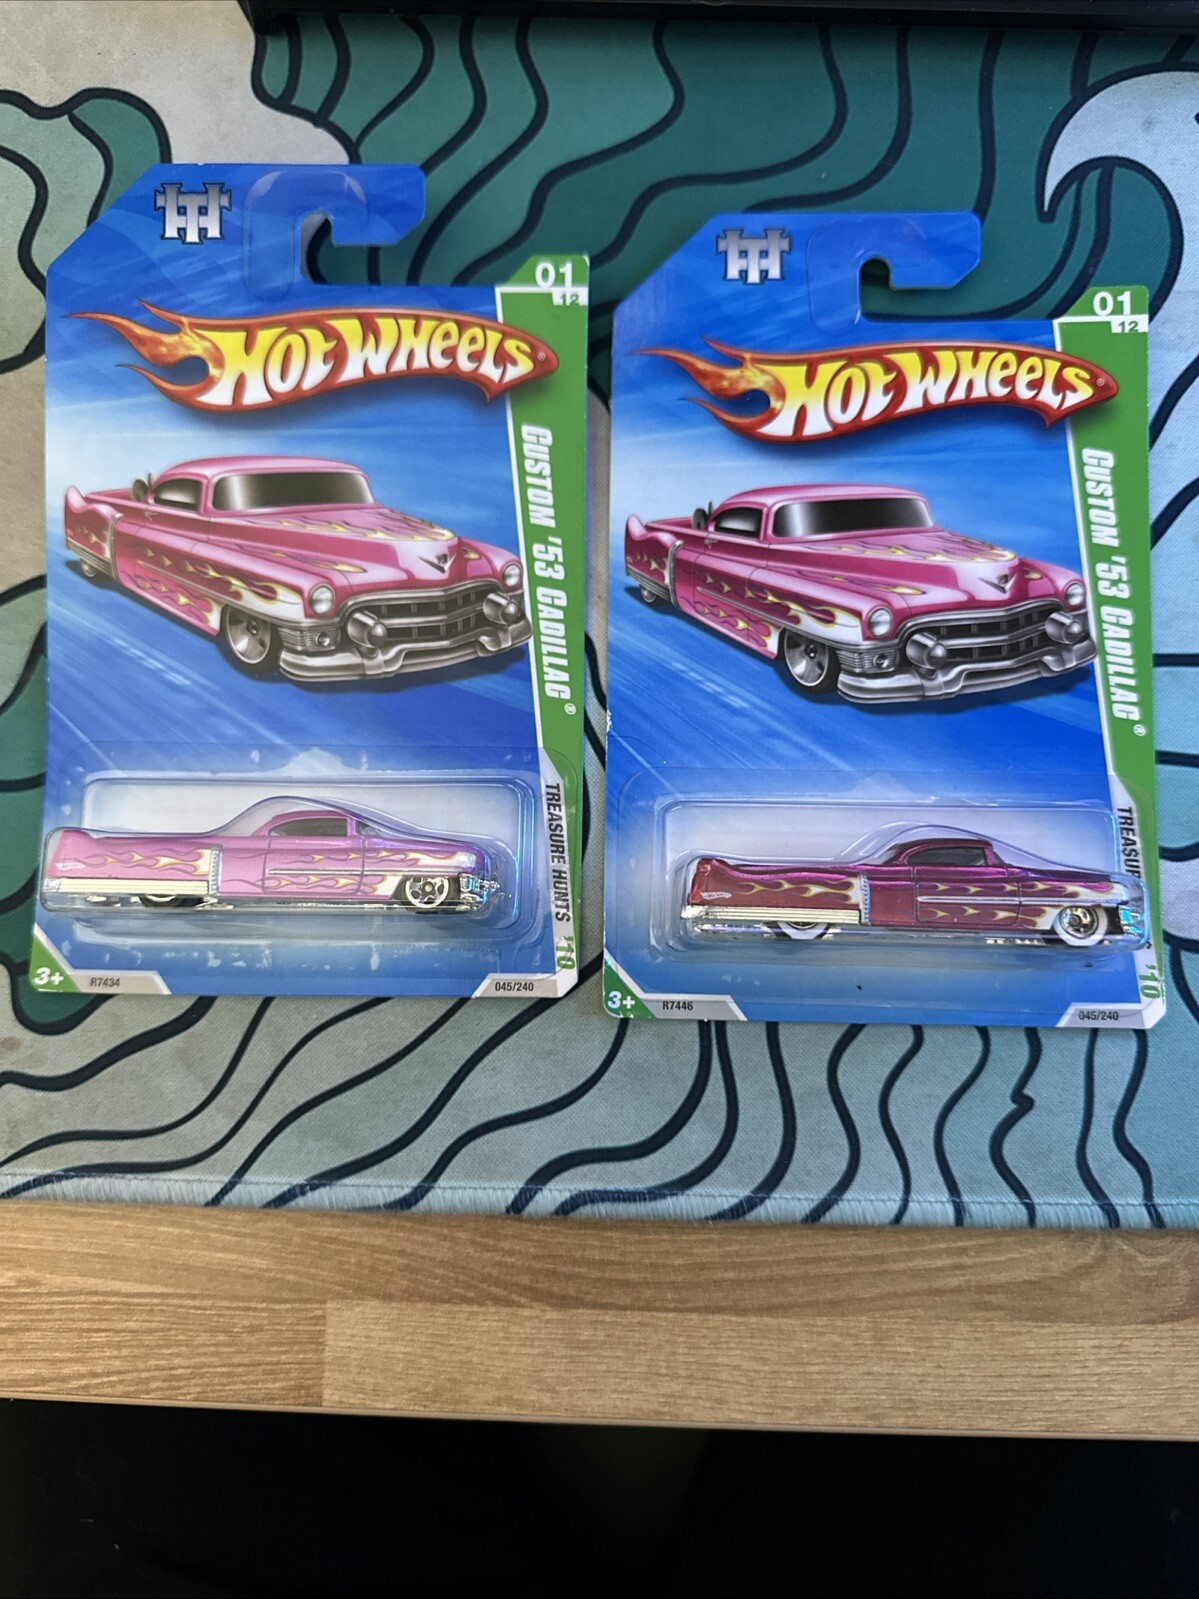 TH
01
12
HOT WHEELS®
CUSTOM '53 CADILLAC®
TREASURE HUNTS '10
3+
R7434
045/240
TH
01
12
HOT WHEELS®
CUSTOM '53 CADILLAC®
TREASUR
'10
3+
R7446
045/240